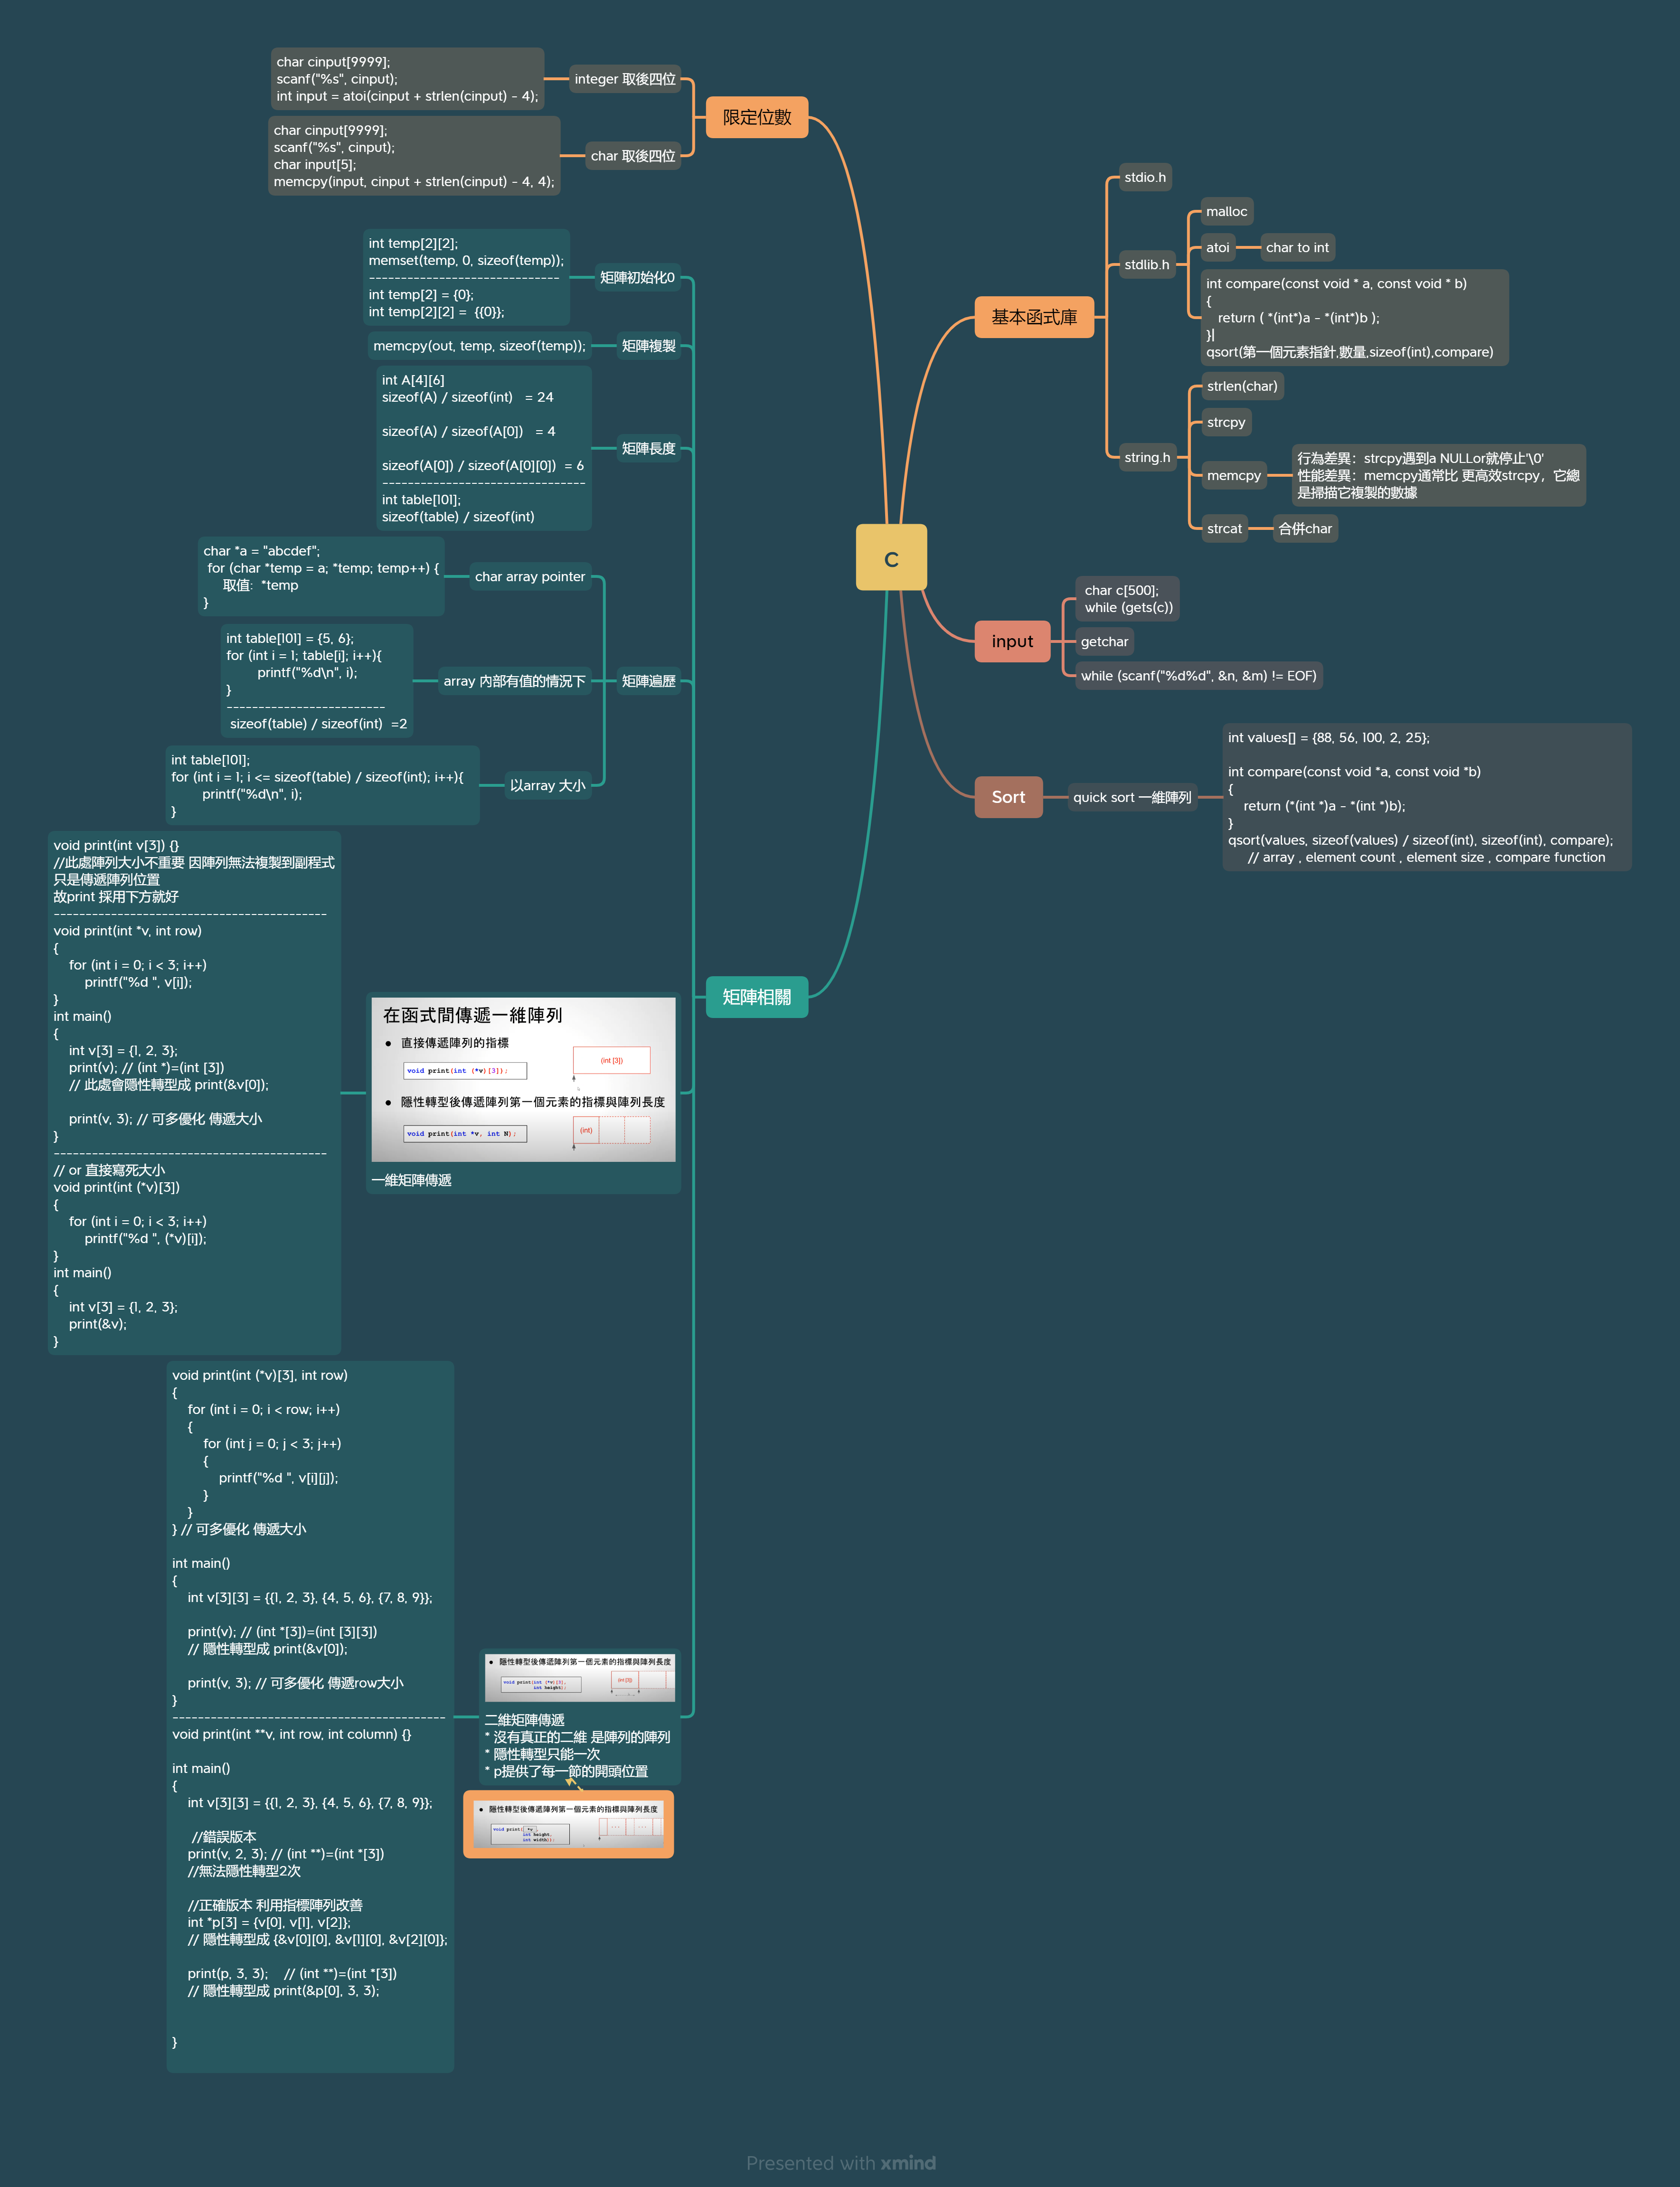 C
限定位數
integer 取後四位
char cinput[9999];
scanf("%s", cinput);
int input = atoi(cinput + strlen(cinput) - 4);
char 取後四位
char cinput[9999];
scanf("%s", cinput);
char input[5];
memcpy(input, cinput + strlen(cinput) - 4, 4);
基本函式庫
stdio.h
stdlib.h
malloc
atoi
char to int
int compare(const void * a, const void * b)
{
return ( *(int*)a - *(int*)b );
}|
qsort(第一個元素指針,數量,sizeof(int),compare)
string.h
strlen(char)
strcpy
memcpy
行為差異：strcpy遇到a NULLor就停止'\0'
性能差異：memcpy通常比 更高效strcpy，它總
是掃描它複製的數據
strcat
合併char
input
char c[500];
while (gets(c))
getchar
while (scanf("%d%d", &n, &m) != EOF)
Sort
quick sort 一維陣列
int values[] = {88, 56, 100, 2, 25};
int compare(const void *a, const void *b)
{
return (*(int *)a - *(int *)b);
}
qsort(values, sizeof(values) / sizeof(int), sizeof(int), compare);
// array , element count , element size , compare function
矩陣相關
矩陣初始化0
int temp[2][2];
memset(temp, 0, sizeof(temp));
------------------------------
int temp[2] = {0};
int temp[2][2] =  {{0}};
矩陣複製
memcpy(out, temp, sizeof(temp));
矩陣長度
int A[4][6]
sizeof(A) / sizeof(int)   = 24
sizeof(A) / sizeof(A[0])   = 4
sizeof(A[0]) / sizeof(A[0][0])  = 6
--------------------------------
int table[101];
sizeof(table) / sizeof(int)
矩陣遍歷
char array pointer
char *a = "abcdef";
for (char *temp = a; *temp; temp++) {
取值:  *temp
}
array 內部有值的情況下
int table[101] = {5, 6};
for (int i = 1; table[i]; i++){
printf("%d\n", i);
}
-------------------------
sizeof(table) / sizeof(int)  =2
以array 大小
int table[101];
for (int i = 1; i <= sizeof(table) / sizeof(int); i++){
printf("%d\n", i);
}
在函式間傳遞一維陣列
● 直接傳遞陣列的指標
void print(int (*v)[3]);
(int [3])
● 隱性轉型後傳遞陣列第一個元素的指標與陣列長度
void print(int *v, int N);
(int)
一維矩陣傳遞
void print(int v[3]) {}
//此處陣列大小不重要 因陣列無法複製到副程式
只是傳遞陣列位置
故print 採用下方就好
-------------------------------------------
void print(int *v, int row)
{
for (int i = 0; i < 3; i++)
printf("%d ", v[i]);
}
int main()
{
int v[3] = {1, 2, 3};
print(v); // (int *)=(int [3])
// 此處會隱性轉型成 print(&v[0]);
print(v, 3); // 可多優化 傳遞大小
}
-------------------------------------------
// or 直接寫死大小
void print(int (*v)[3])
{
for (int i = 0; i < 3; i++)
printf("%d ", (*v)[i]);
}
int main()
{
int v[3] = {1, 2, 3};
print(&v);
}
● 隱性轉型後傳遞陣列第一個元素的指標與陣列長度
void print(int (*v)[3],
int height);
(int [3])
二維矩陣傳遞
* 沒有真正的二維 是陣列的陣列
* 隱性轉型只能一次
* p提供了每一節的開頭位置
● 隱性轉型後傳遞陣列第一個元素的指標與陣列長度
int height,
int width);
void print(int (*v)[3], int row)
{
for (int i = 0; i < row; i++)
{
for (int j = 0; j < 3; j++)
{
printf("%d ", v[i][j]);
}
}
} // 可多優化 傳遞大小
int main()
{
int v[3][3] = {{1, 2, 3}, {4, 5, 6}, {7, 8, 9}};
print(v); // (int *[3])=(int [3][3])
// 隱性轉型成 print(&v[0]);
print(v, 3); // 可多優化 傳遞row大小
}
-------------------------------------------
void print(int **v, int row, int column) {}
int main()
{
int v[3][3] = {{1, 2, 3}, {4, 5, 6}, {7, 8, 9}};
//錯誤版本
print(v, 2, 3); // (int **)=(int *[3])
//無法隱性轉型2次
//正確版本 利用指標陣列改善
int *p[3] = {v[0], v[1], v[2]};
// 隱性轉型成 {&v[0][0], &v[1][0], &v[2][0]};
print(p, 3, 3);    // (int **)=(int *[3])
// 隱性轉型成 print(&p[0], 3, 3);
}
Presented with xmind